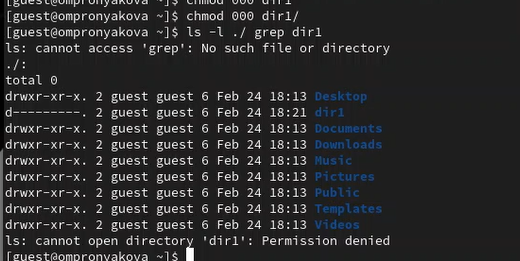 [guest@ompronyakova ~]$ chmod 000 dir1
[guest@ompronyakova ~]$ chmod 000 dir1/
[guest@ompronyakova ~]$ ls -l ./ grep dir1
ls: cannot access 'grep': No such file or directory
./:
total 0
drwxr-xr-x. 2 guest guest 6 Feb 24 18:13 Desktop
d---------. 2 guest guest 6 Feb 24 18:21 dir1
drwxr-xr-x. 2 guest guest 6 Feb 24 18:13 Documents
drwxr-xr-x. 2 guest guest 6 Feb 24 18:13 Downloads
drwxr-xr-x. 2 guest guest 6 Feb 24 18:13 Music
drwxr-xr-x. 2 guest guest 6 Feb 24 18:13 Pictures
drwxr-xr-x. 2 guest guest 6 Feb 24 18:13 Public
drwxr-xr-x. 2 guest guest 6 Feb 24 18:13 Templates
drwxr-xr-x. 2 guest guest 6 Feb 24 18:13 Videos
ls: cannot open directory 'dir1': Permission denied
[guest@ompronyakova ~]$